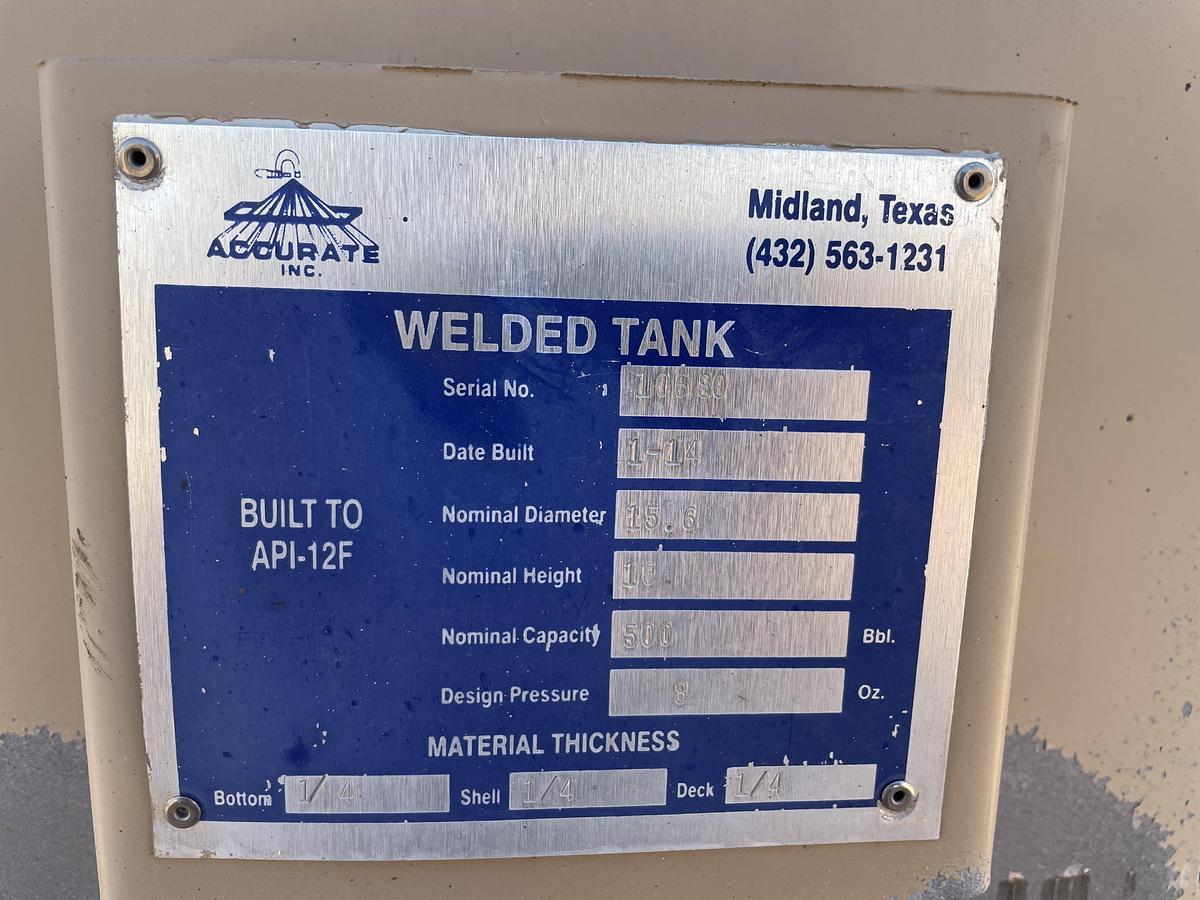 ACCURATE
INC.
Midland, Texas
(432) 563-1231
WELDED TANK
Serial No. 10680
Date Built 1-14
BUILT TO
API-12F
Nominal Diameter 15.6
Nominal Height 16
Nominal Capacity 500 Bbl.
Design Pressure 8 Oz.
MATERIAL THICKNESS
Bottom 1/4 Shell 1/4 Deck 1/4